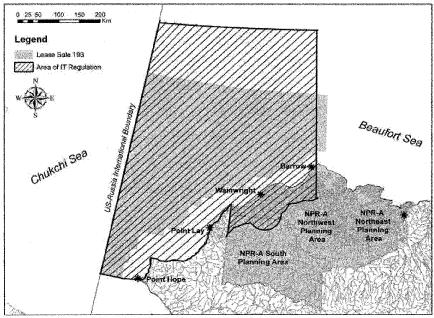 0 25 50 100 150 200
Km
Legend
Lease Sale 193
Area of IT Regulation
N
W E
S
Chukchi Sea
US-Russia International Boundary
Beaufort Sea
Barrow
Wainwright
Point Lay
Point Hope
NPR-A
Northwest
Planning
Area
NPR-A
Northeast
Planning
Area
NPR-A South
Planning Area